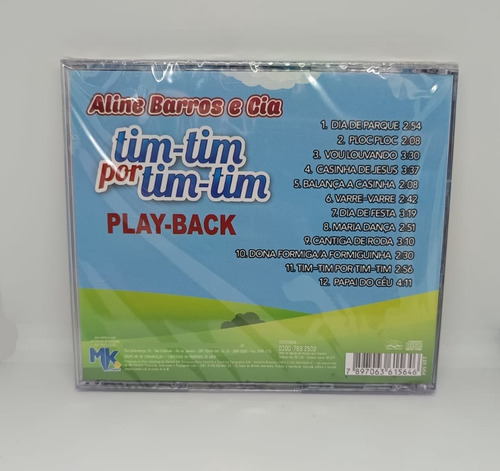 Aline Barros e Cia
tim-tim
por
tim-tim
PLAY-BACK
1. DIA DE PARQUE 2:54
2. PLOC PLOC 2:08
3. VOU LOUVANDO 3:30
4. CASINHA DE JESUS 3:37
5. BALANÇA A CASINHA 2:08
6. VARRE-VARRE 2:42
7. DIA DE FESTA 3:19
8. MARIA DANÇA 2:51
9. CANTIGA DE RODA 3:10
10. DONA FORMIGA A FORMIGUINHA 2:30
11. TIM-TIM POR TIM-TIM 2:56
12. PAPAI DO CÉU 4:11
MK
7 897063 615646